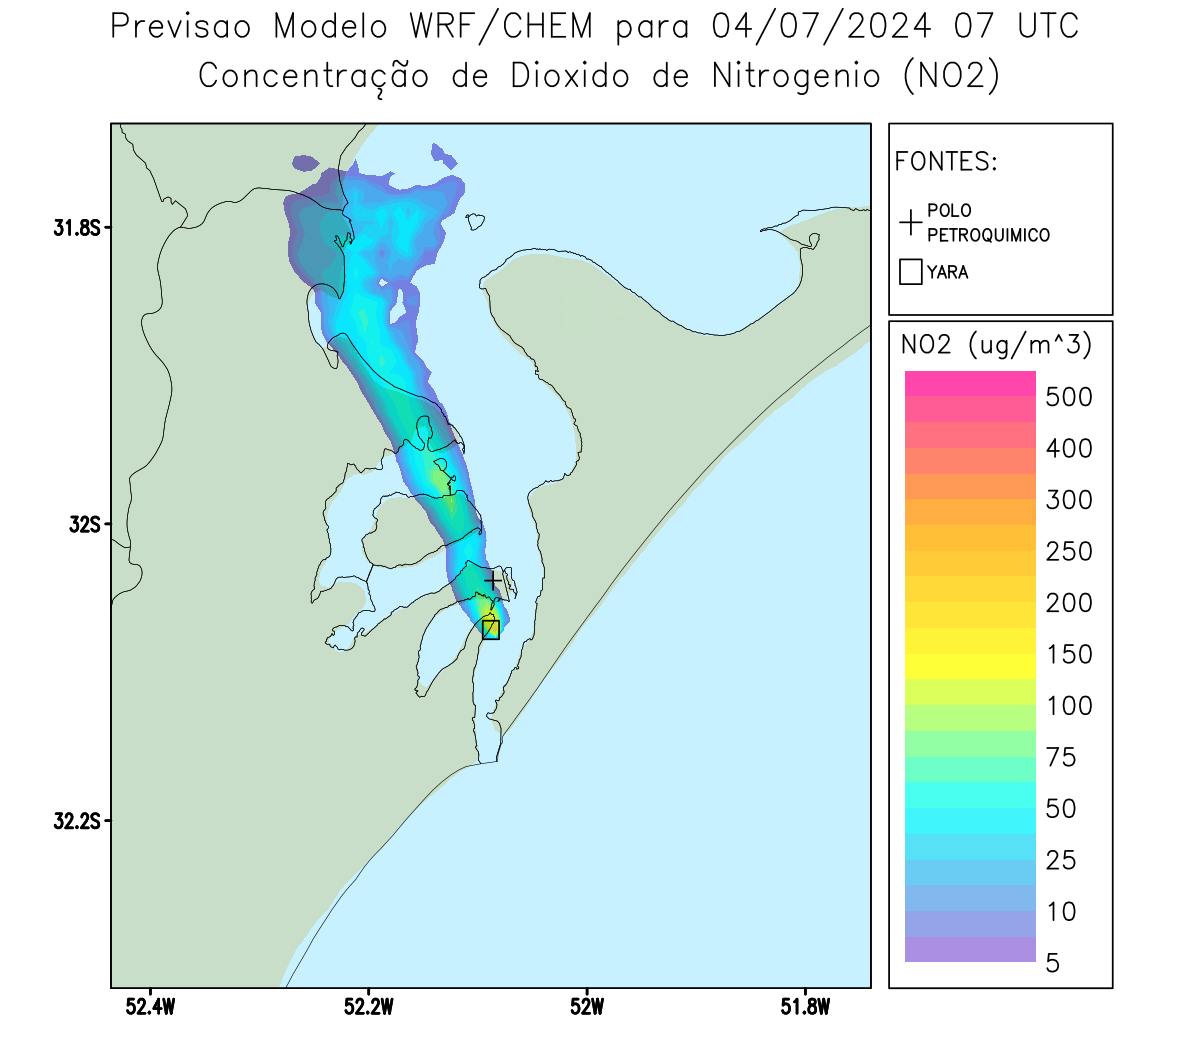 Previsao Modelo WRF/CHEM para 04/07/2024 07 UTC
Concentração de Dioxido de Nitrogenio (NO2)
FONTES:
POLO
PETROQUIMICO
YARA
31.8S
32S
32.2S
52.4W
52.2W
52W
51.8W
NO2 (ug/m^3)
500
400
300
250
200
150
100
75
50
25
10
5